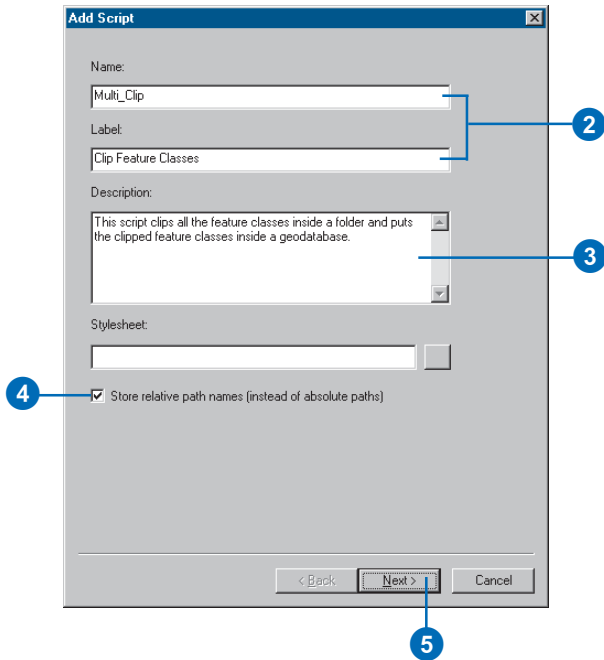 Add Script
Name:
Multi_Clip
2
Label:
Clip Feature Classes
Description:
This script clips all the feature classes inside a folder and puts
the clipped feature classes inside a geodatabase.
3
Stylesheet:
4
Store relative path names (instead of absolute paths)
< Back
Next >
Cancel
5